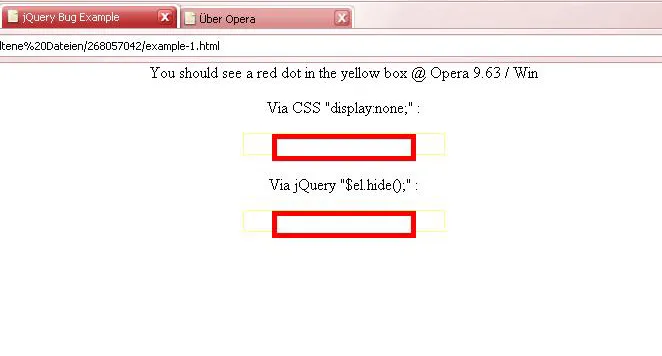 jQuery Bug Example
Über Opera
ltene%20Dateien/268057042/example-1.html
You should see a red dot in the yellow box @ Opera 9.63 / Win
Via CSS "display:none;" :
Via jQuery "$el.hide();" :